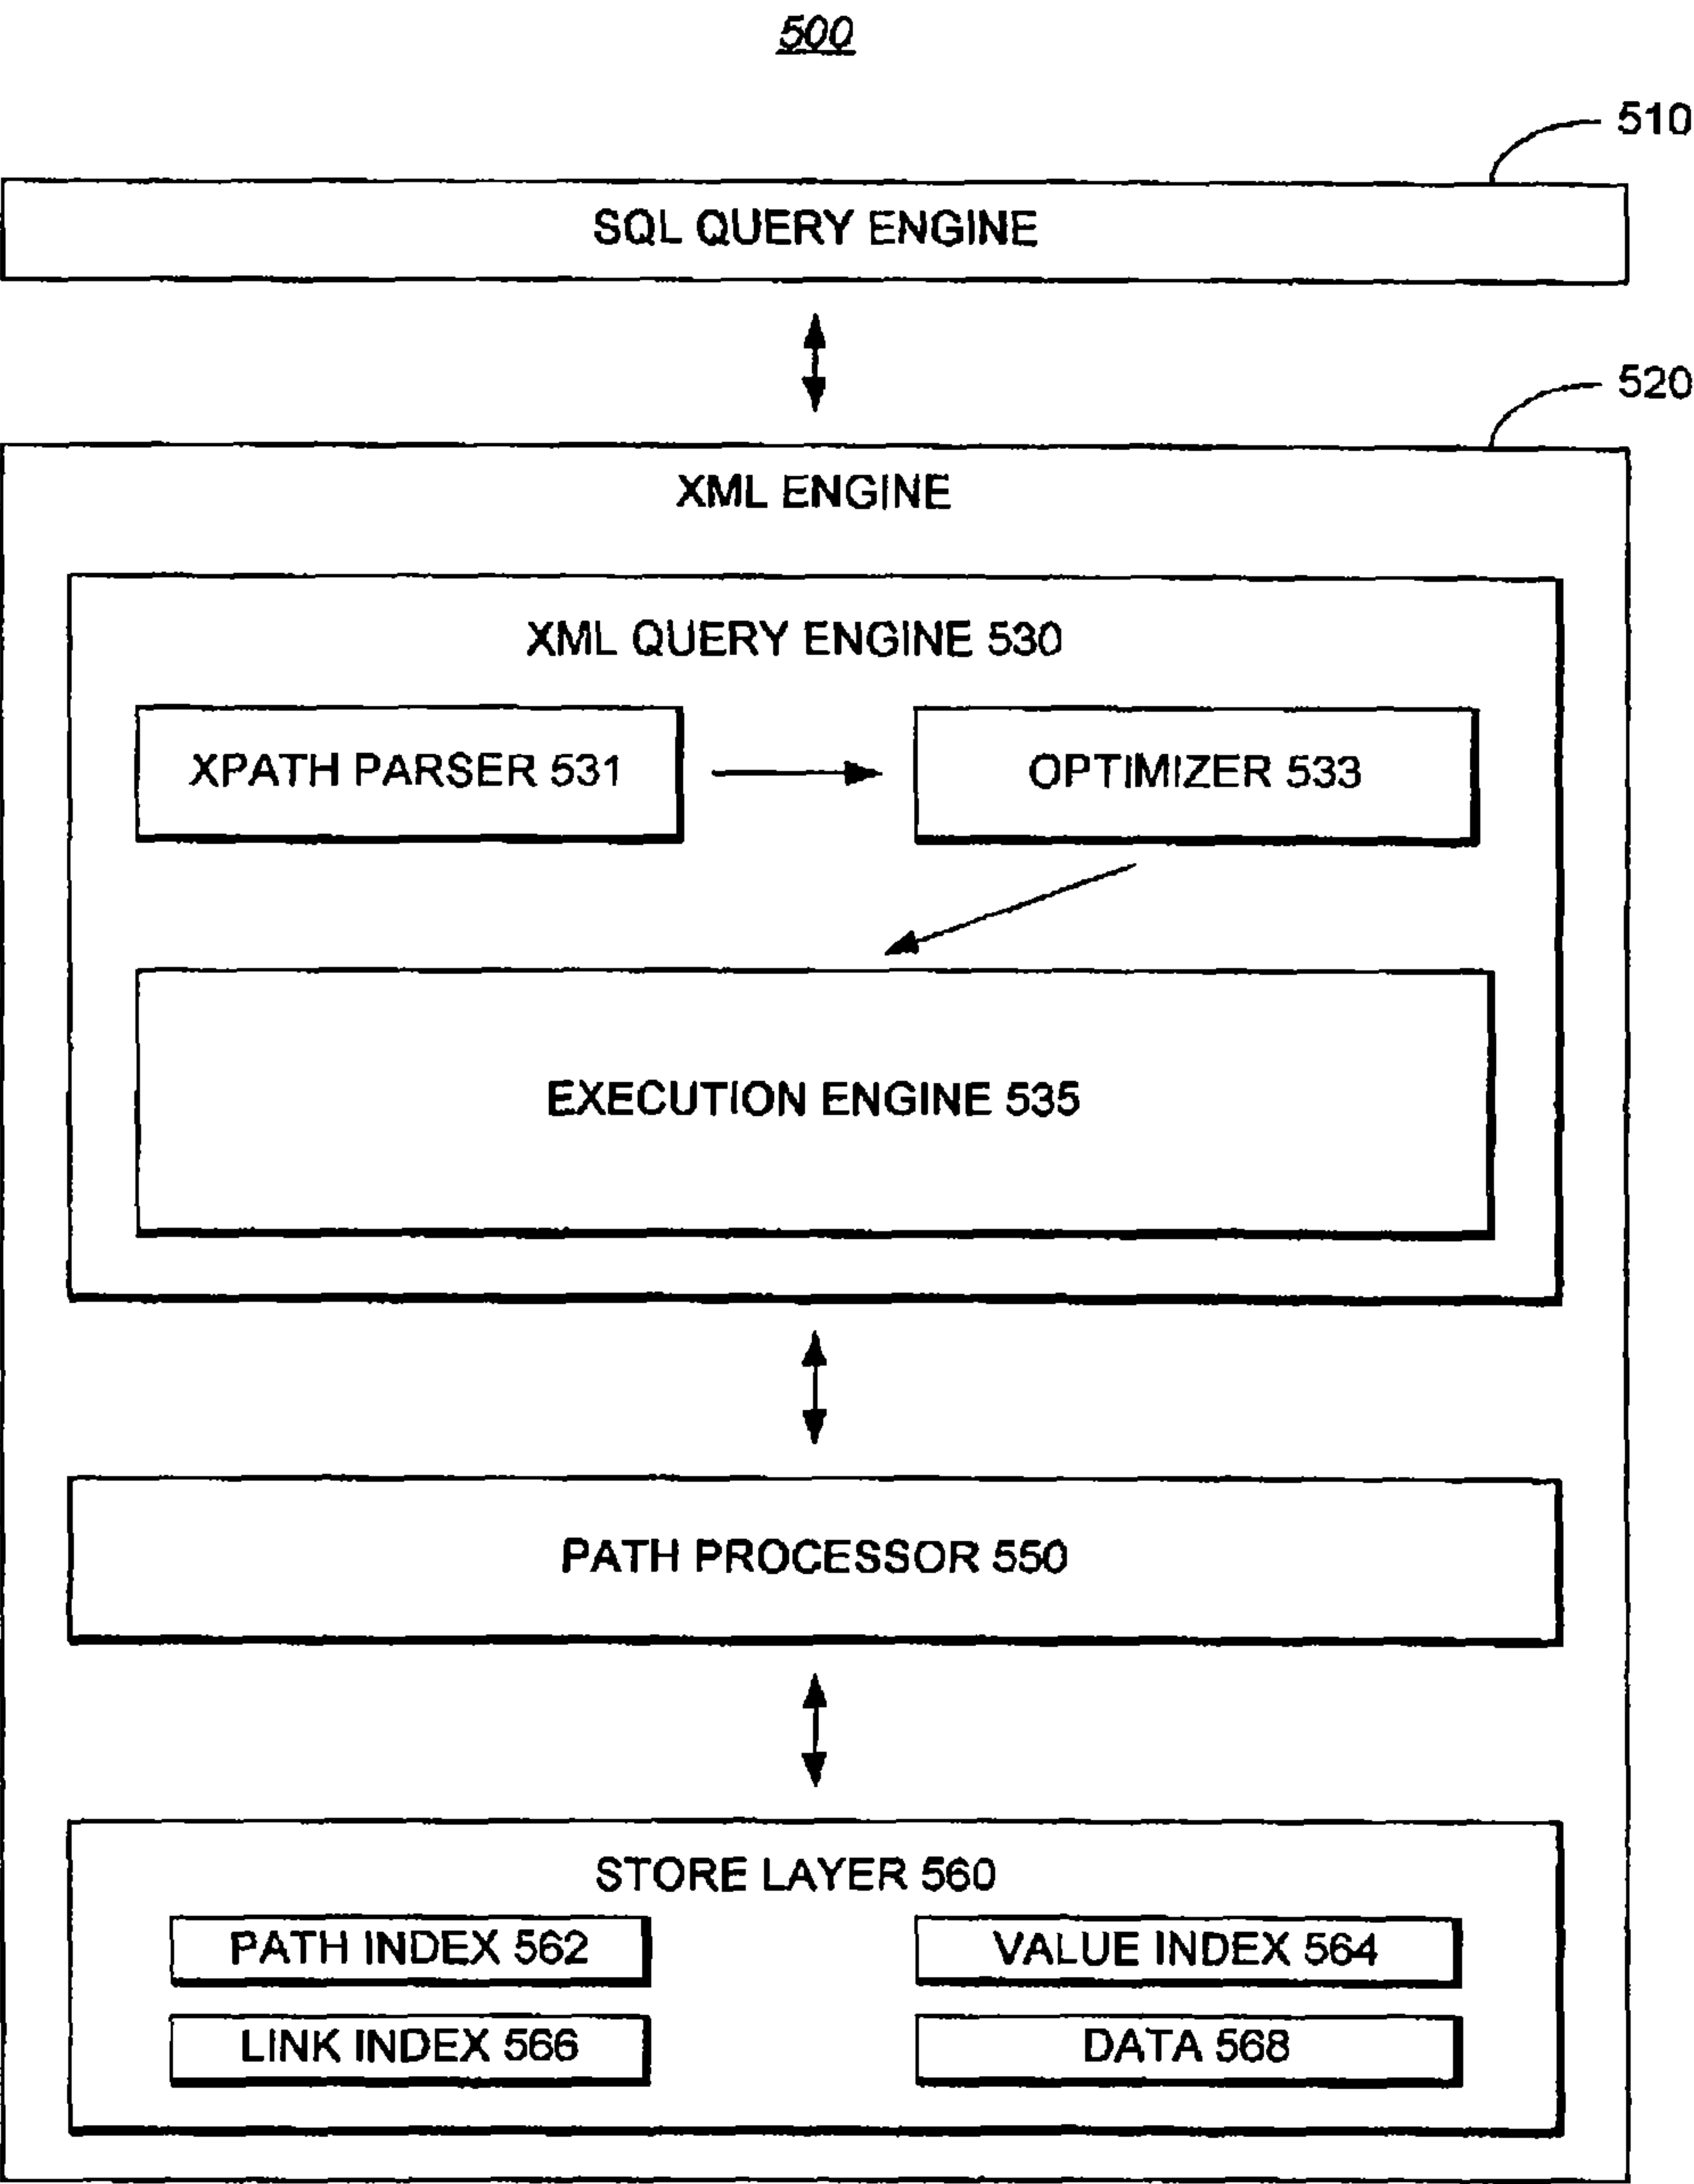 500
510
SQL QUERY ENGINE
520
XML ENGINE
XML QUERY ENGINE 530
XPATH PARSER 531
OPTIMIZER 533
EXECUTION ENGINE 535
PATH PROCESSOR 550
STORE LAYER 560
PATH INDEX 562
VALUE INDEX 564
LINK INDEX 566
DATA 568